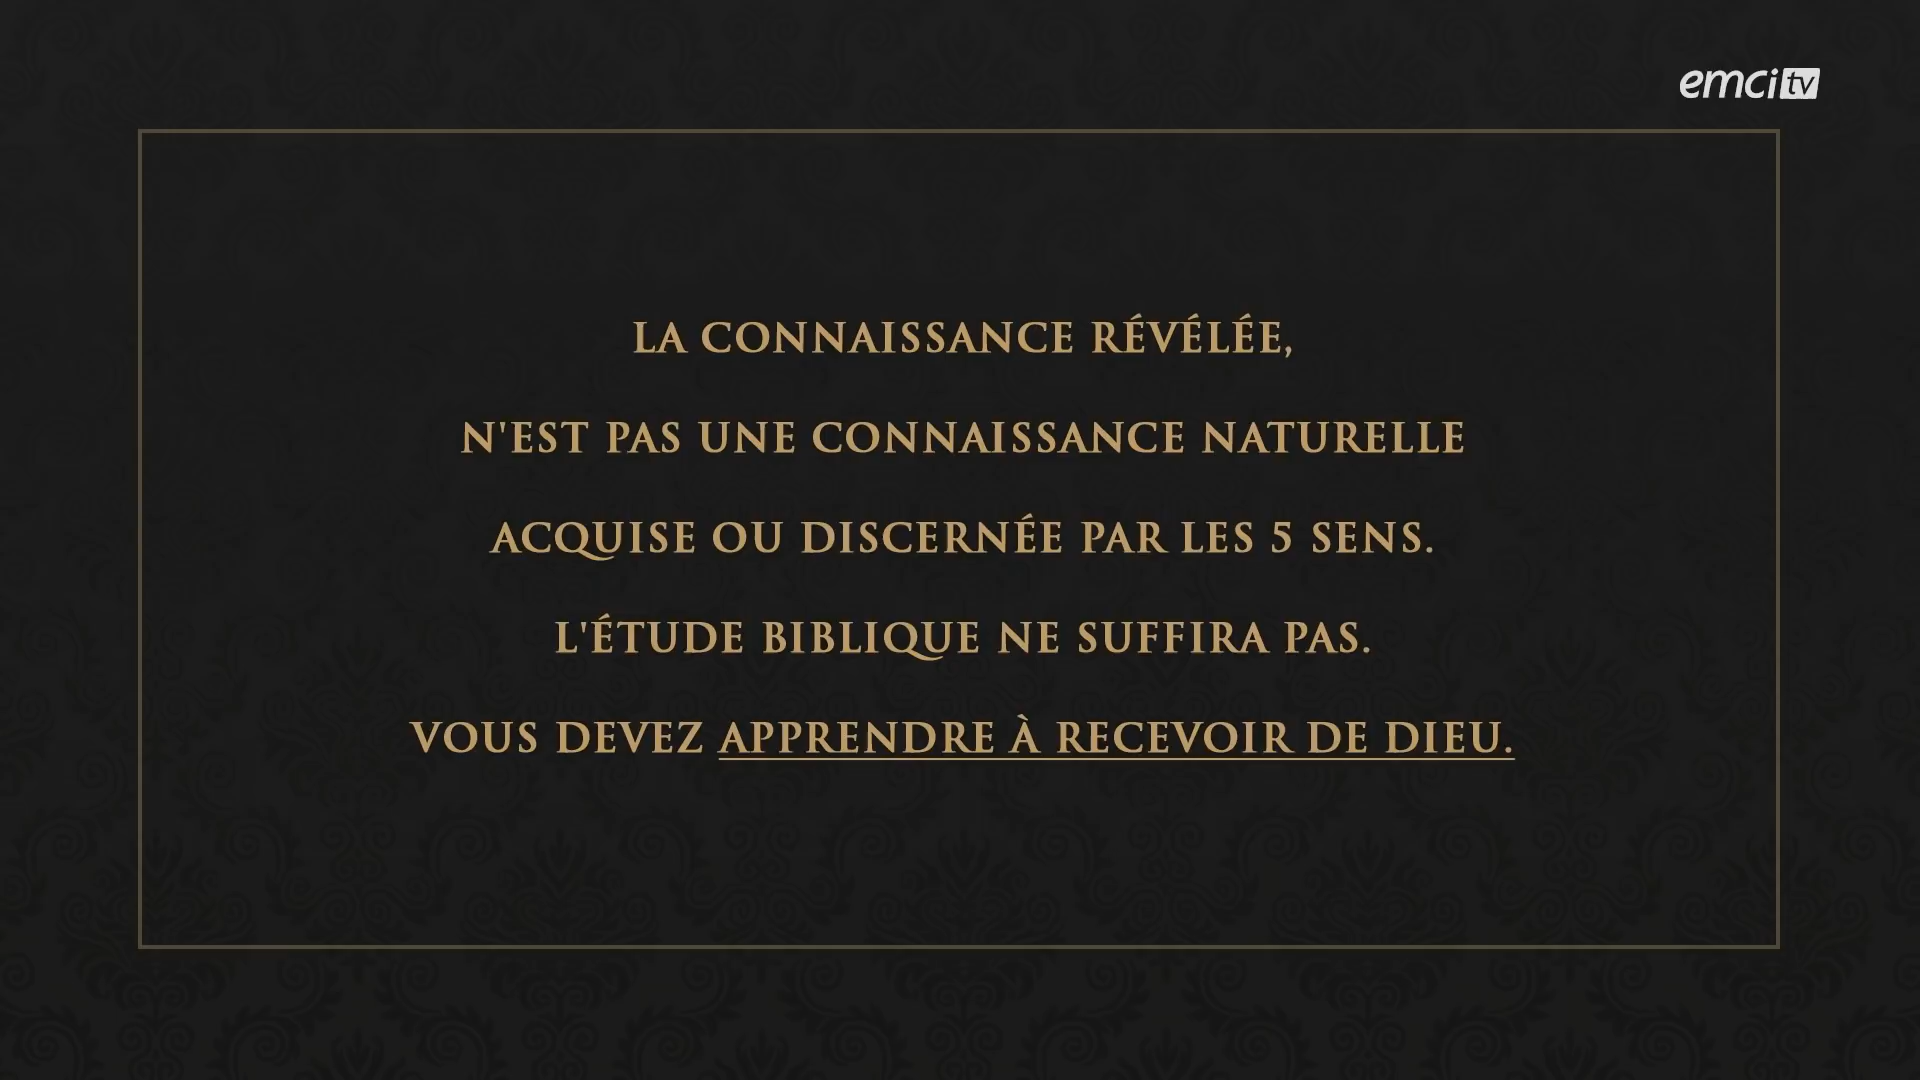 emci tv
LA CONNAISSANCE RÉVÉLÉE,
N'EST PAS UNE CONNAISSANCE NATURELLE
ACQUISE OU DISCERNÉE PAR LES 5 SENS.
L'ÉTUDE BIBLIQUE NE SUFFIRA PAS.
VOUS DEVEZ APPRENDRE À RECEVOIR DE DIEU.